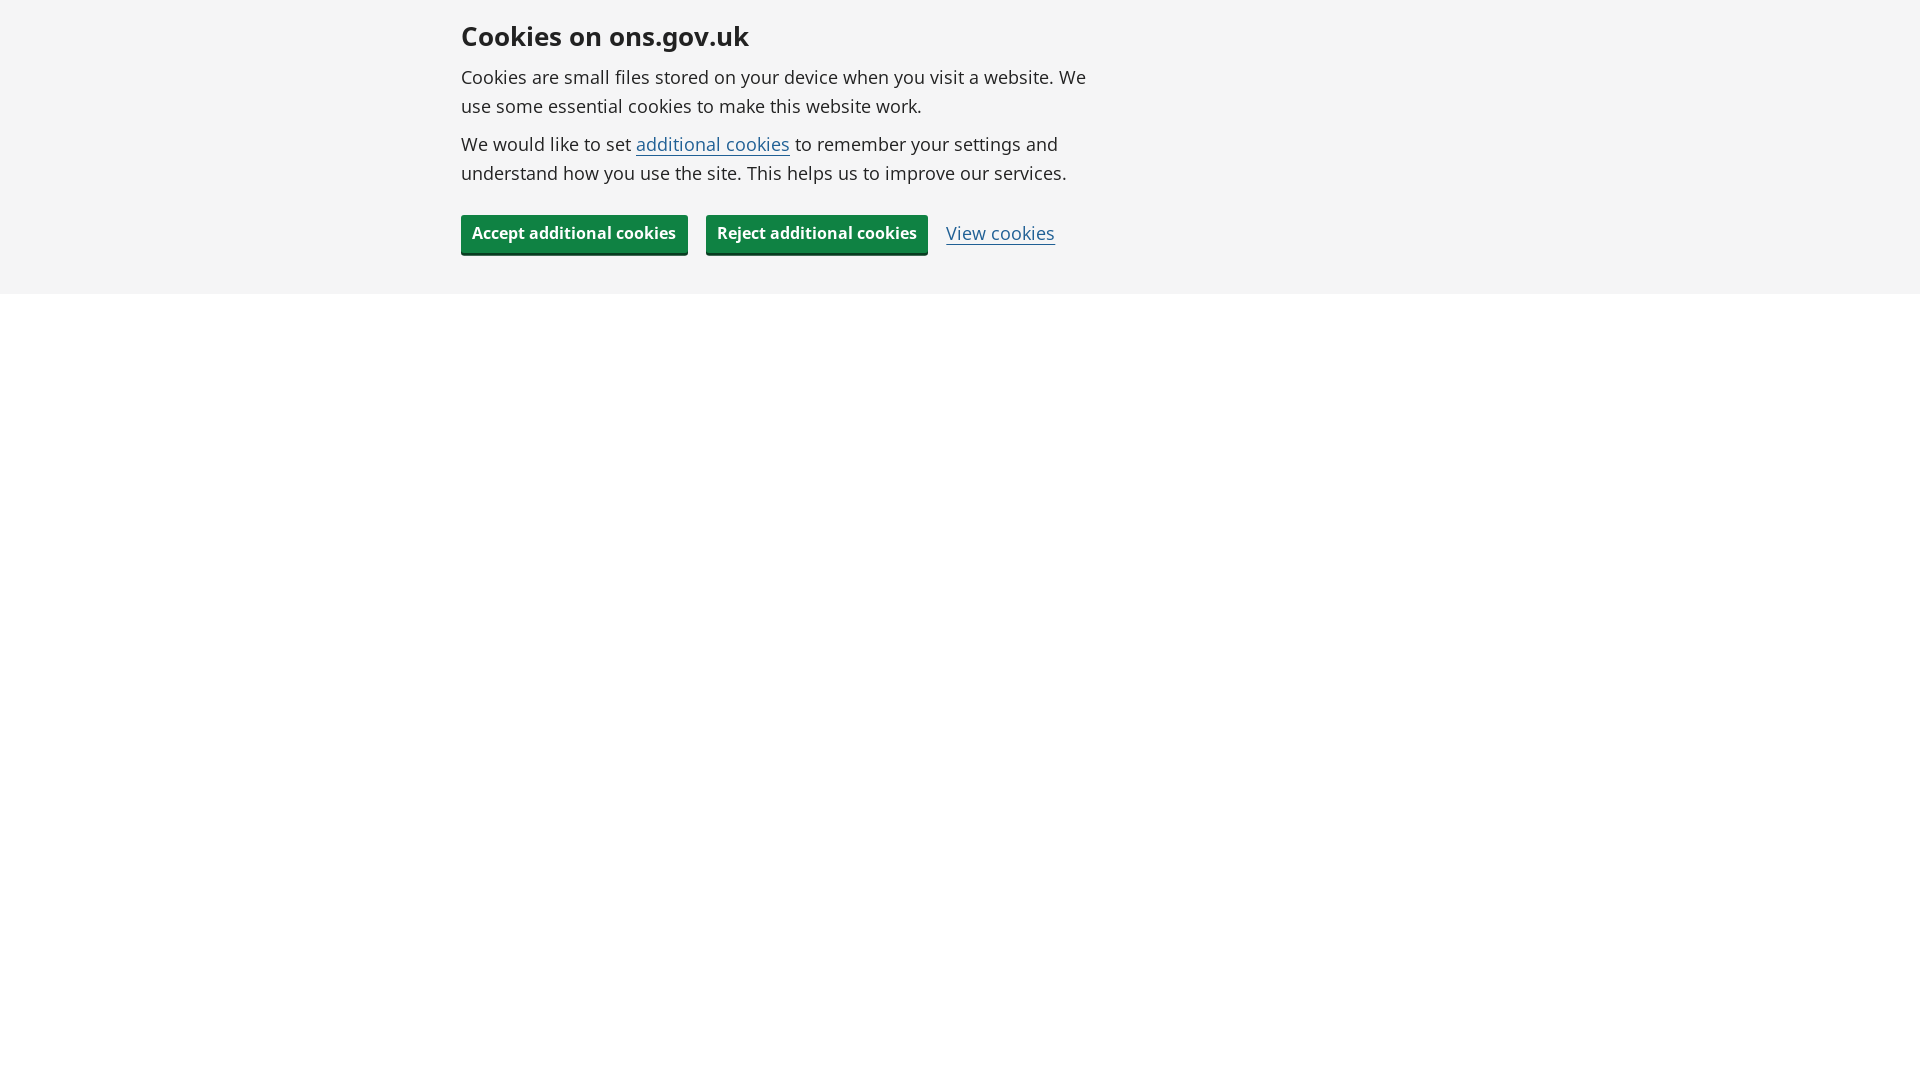 Cookies on ons.gov.uk
Cookies are small files stored on your device when you visit a website. We
use some essential cookies to make this website work.
We would like to set additional cookies to remember your settings and
understand how you use the site. This helps us to improve our services.
Accept additional cookies Reject additional cookies View cookies